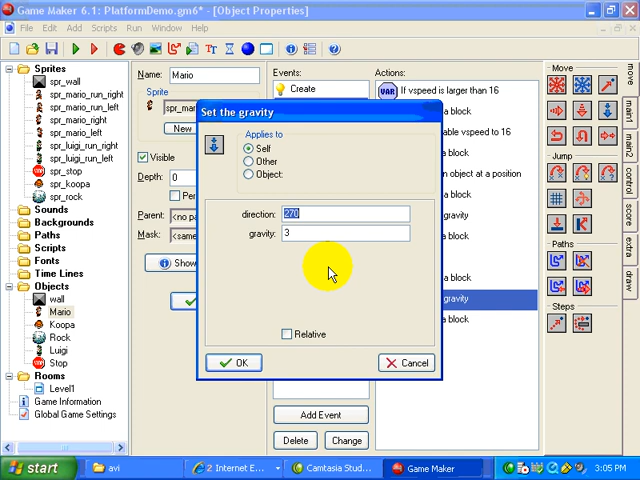 Game Maker 6.1: PlatformDemo.gm6* - [Object Properties]
File Edit Add Scripts Run Window Help
Sprites
spr_wall
spr_mario_run_right
spr_mario_run_left
spr_mario_right
spr_mario_left
spr_luigi_run_left
spr_stop
spr_koopa
spr_rock
Sounds
Backgrounds
Paths
Scripts
Fonts
Time Lines
Objects
wall
Mario
Koopa
Rock
Luigi
Stop
Rooms
Level1
Game Information
Global Game Settings
Name: Mario
Sprite
spr_mar
New
Visible
Depth: 0
Per
Parent: <no pa
Mask: <same
Show
Events:
Create
Add Event
Delete Change
Actions:
VAR If vspeed is larger than 16
a block
able vspeed to 16
a block
n object at a position
gravity
a block
gravity
a block
Set the gravity
Applies to
Self
Other
Object:
direction: 270
gravity: 3
Relative
OK Cancel
Move
Jump
Paths
Steps
move
main1
main2
control
score
extra
draw
start
avi
2 Internet E...
Camtasia Stud...
Game Maker
3:05 PM